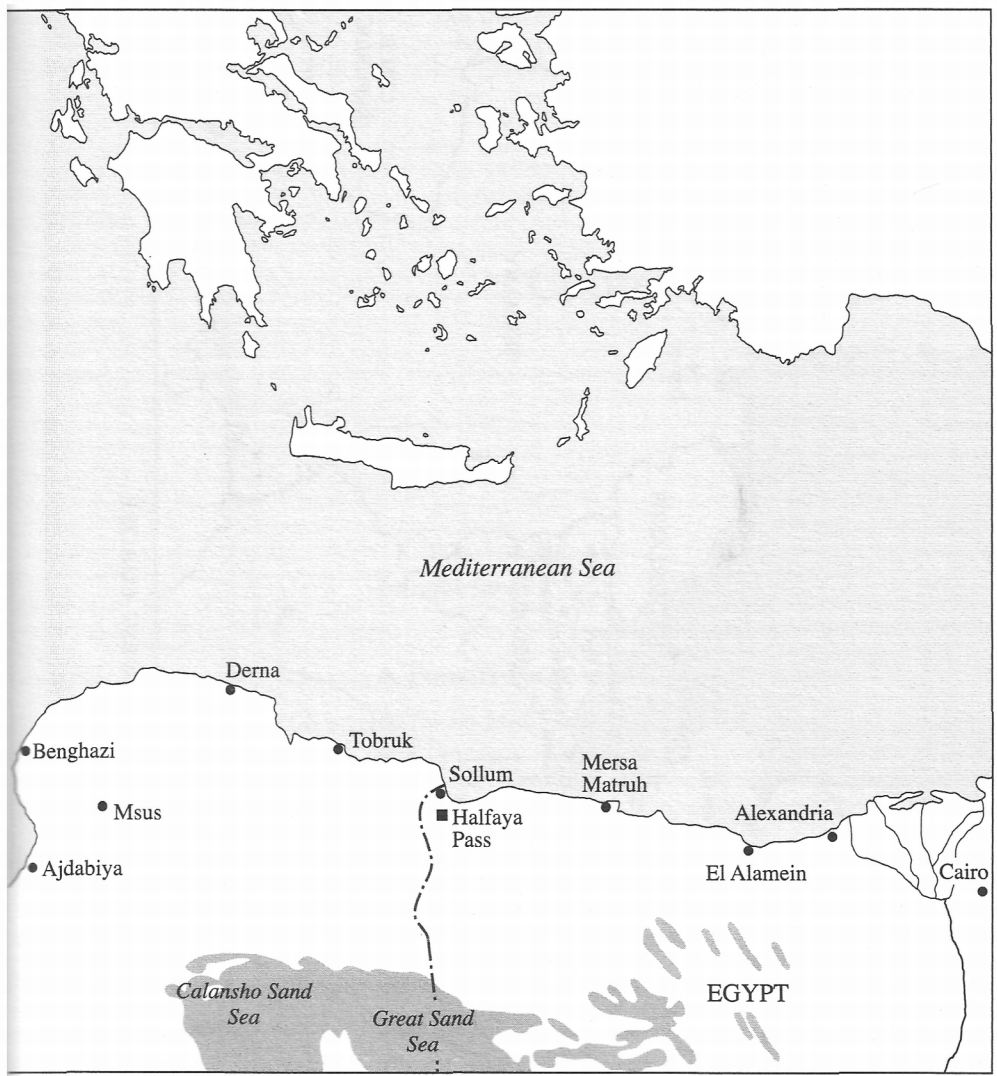 Mediterranean Sea
Derna
Tobruk
Benghazi
Sollum
Mersa
Matruh
Msus
Halfaya
Pass
Alexandria
Ajdabiya
El Alamein
Cairo
Calansho Sand
Sea
Great Sand
Sea
EGYPT